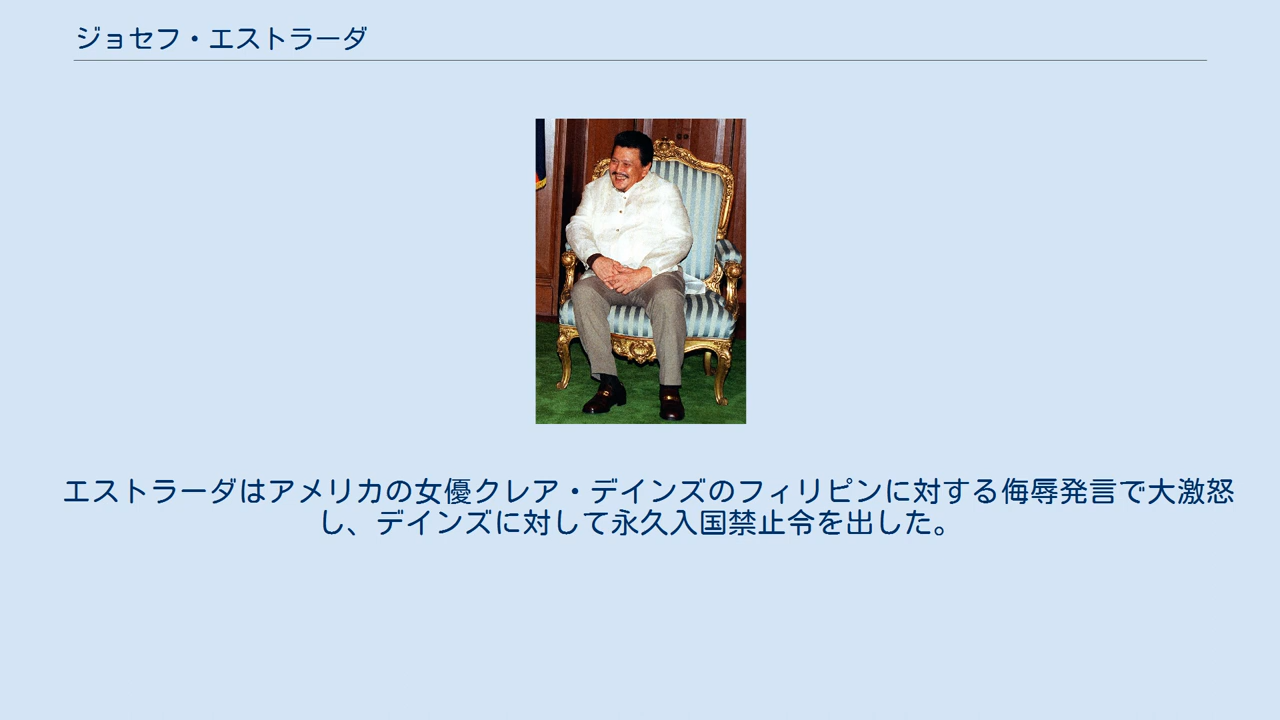 ジョセフ・エストラーダ
エストラーダはアメリカの女優クレア・デインズのフィリピンに対する侮辱発言で大激怒
し、デインズに対して永久入国禁止令を出した。